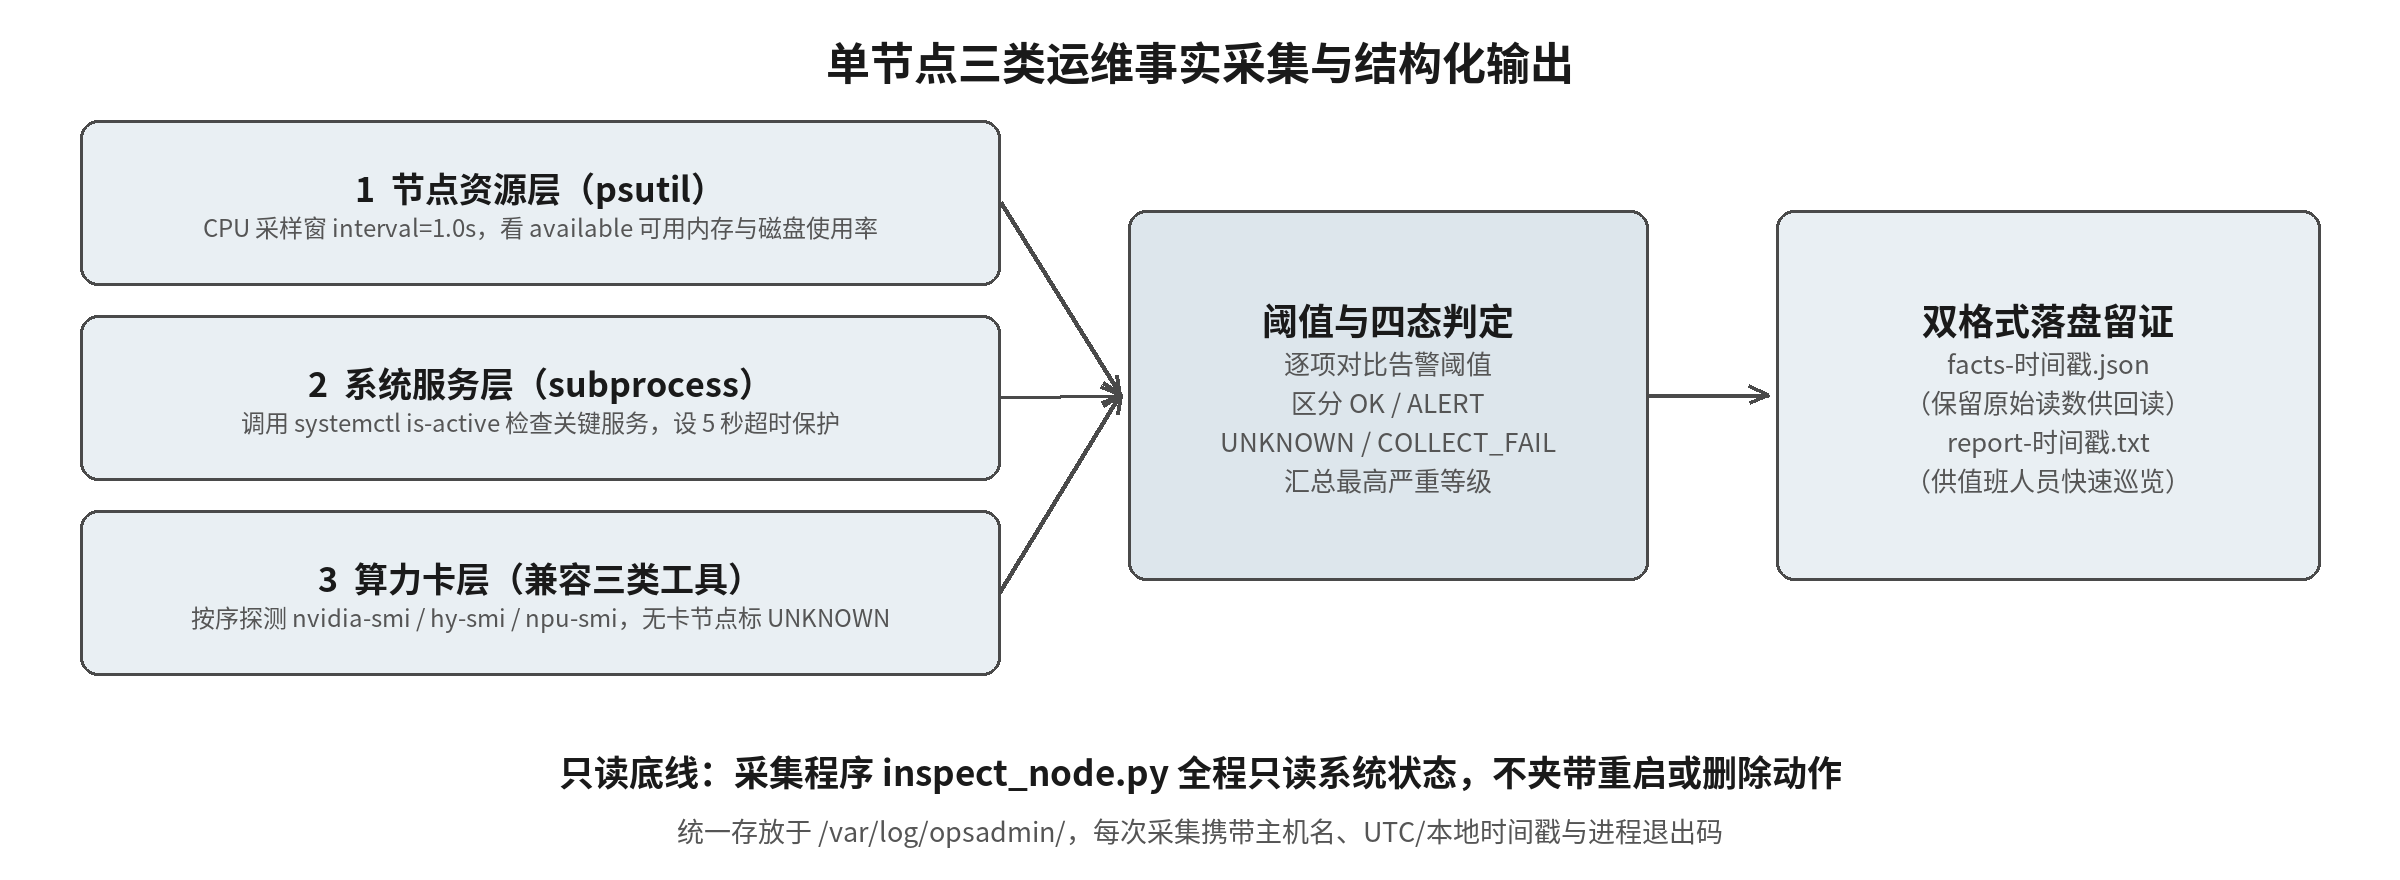 单节点三类运维事实采集与结构化输出
1 节点资源层（psutil）
CPU 采样窗 interval=1.0s，看 available 可用内存与磁盘使用率
2 系统服务层（subprocess）
调用 systemctl is-active 检查关键服务，设 5 秒超时保护
3 算力卡层（兼容三类工具）
按序探测 nvidia-smi / hy-smi / npu-smi，无卡节点标 UNKNOWN
阈值与四态判定
逐项对比告警阈值
区分 OK / ALERT
UNKNOWN / COLLECT_FAIL
汇总最高严重等级
双格式落盘留证
facts-时间戳.json
（保留原始读数供回读）
report-时间戳.txt
（供值班人员快速巡览）
只读底线：采集程序 inspect_node.py 全程只读系统状态，不夹带重启或删除动作
统一存放于 /var/log/opsadmin/，每次采集携带主机名、UTC/本地时间戳与进程退出码